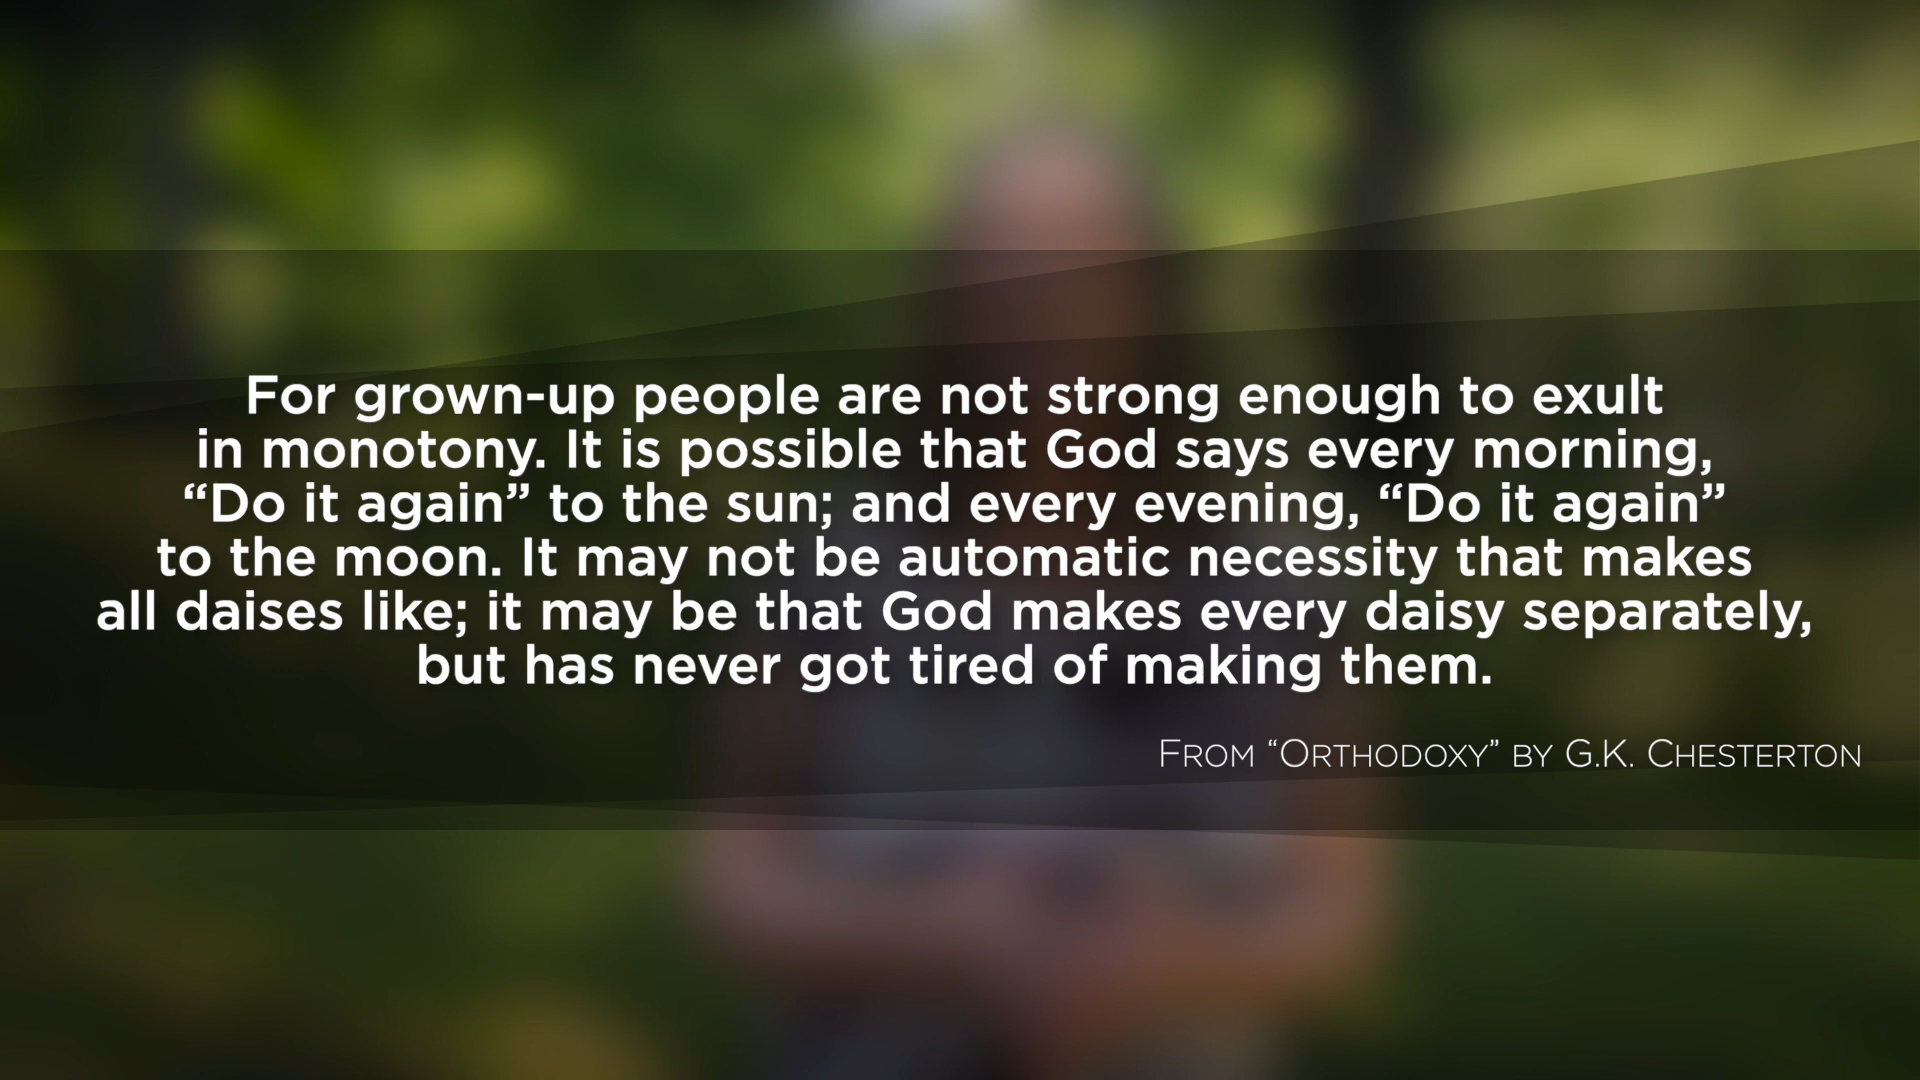 For grown-up people are not strong enough to exult
in monotony. It is possible that God says every morning,
“Do it again” to the sun; and every evening, “Do it again”
to the moon. It may not be automatic necessity that makes
all daises like; it may be that God makes every daisy separately,
but has never got tired of making them.
From “Orthodoxy” by G.K. Chesterton